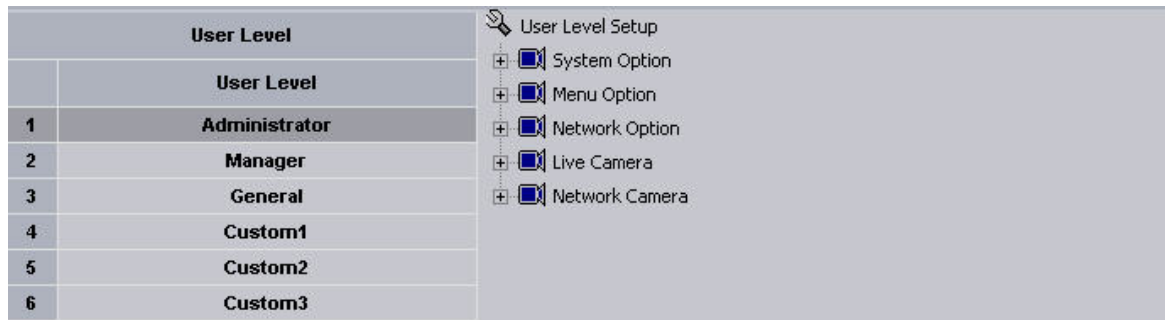 User Level
User Level
1 Administrator
2 Manager
3 General
4 Custom1
5 Custom2
6 Custom3
User Level Setup
System Option
Menu Option
Network Option
Live Camera
Network Camera